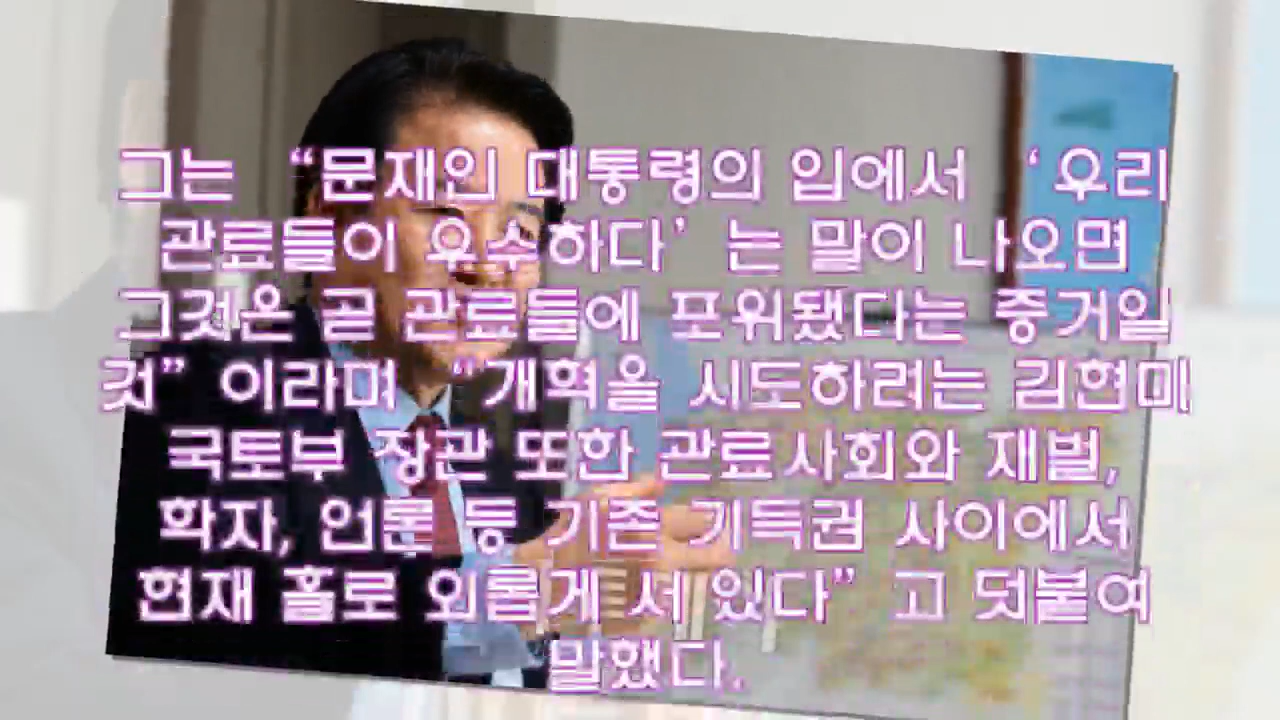 그는 “문재인 대통령의 입에서 ‘우리
관료들이 우수하다’는 말이 나오면
그것은 곧 관료들에 포위됐다는 증거일
것”이라며 “개혁을 시도하려는 김현미
국토부 장관 또한 관료사회와 재벌,
학자, 언론 등 기존 기득권 사이에서
현재 홀로 외롭게 서 있다”고 덧붙여
말했다.